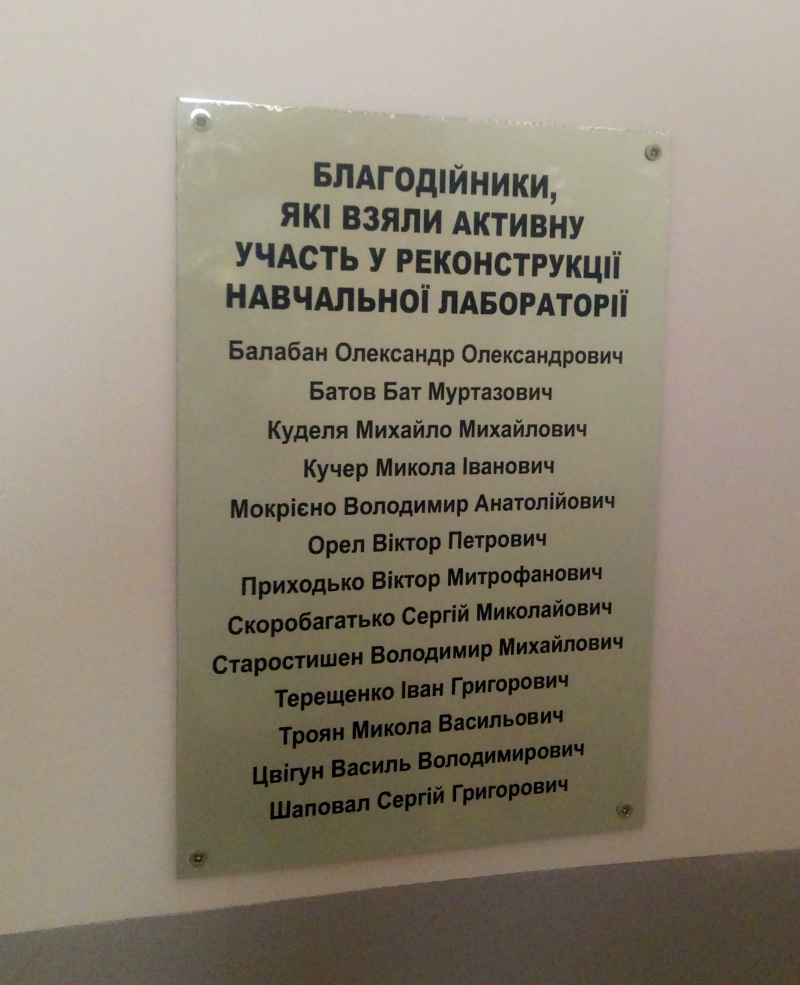 БЛАГОДІЙНИКИ,
ЯКІ ВЗЯЛИ АКТИВНУ
УЧАСТЬ У РЕКОНСТРУКЦІЇ
НАВЧАЛЬНОЇ ЛАБОРАТОРІЇ
Балабан Олександр Олександрович
Батов Бат Муртазович
Куделя Михайло Михайлович
Кучер Микола Іванович
Мокрієно Володимир Анатолійович
Орел Віктор Петрович
Приходько Віктор Митрофанович
Скоробагатько Сергій Миколайович
Старостишен Володимир Михайлович
Терещенко Іван Григорович
Троян Микола Васильович
Цвігун Василь Володимирович
Шаповал Сергій Григорович